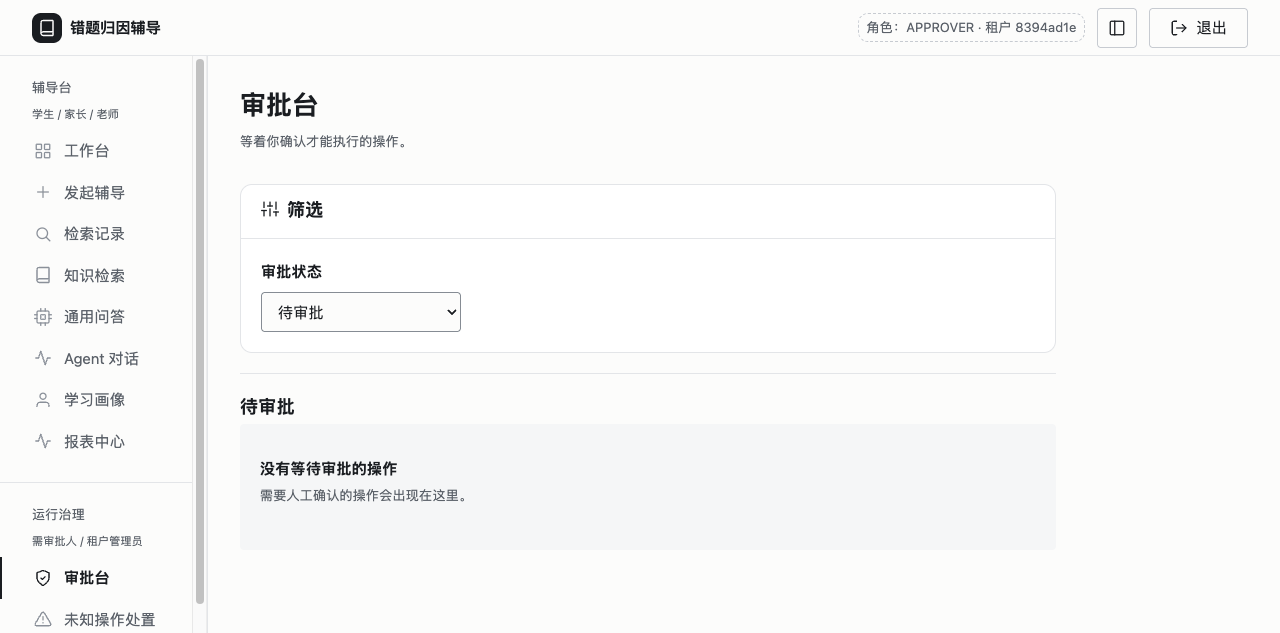 错题归因辅导
角色：APPROVER · 租户 8394ad1e
退出
辅导台
学生 / 家长 / 老师
工作台
发起辅导
检索记录
知识检索
通用问答
Agent 对话
学习画像
报表中心
运行治理
需审批人 / 租户管理员
审批台
未知操作处置
审批台
等着你确认才能执行的操作。
筛选
审批状态
待审批
待审批
没有等待审批的操作
需要人工确认的操作会出现在这里。